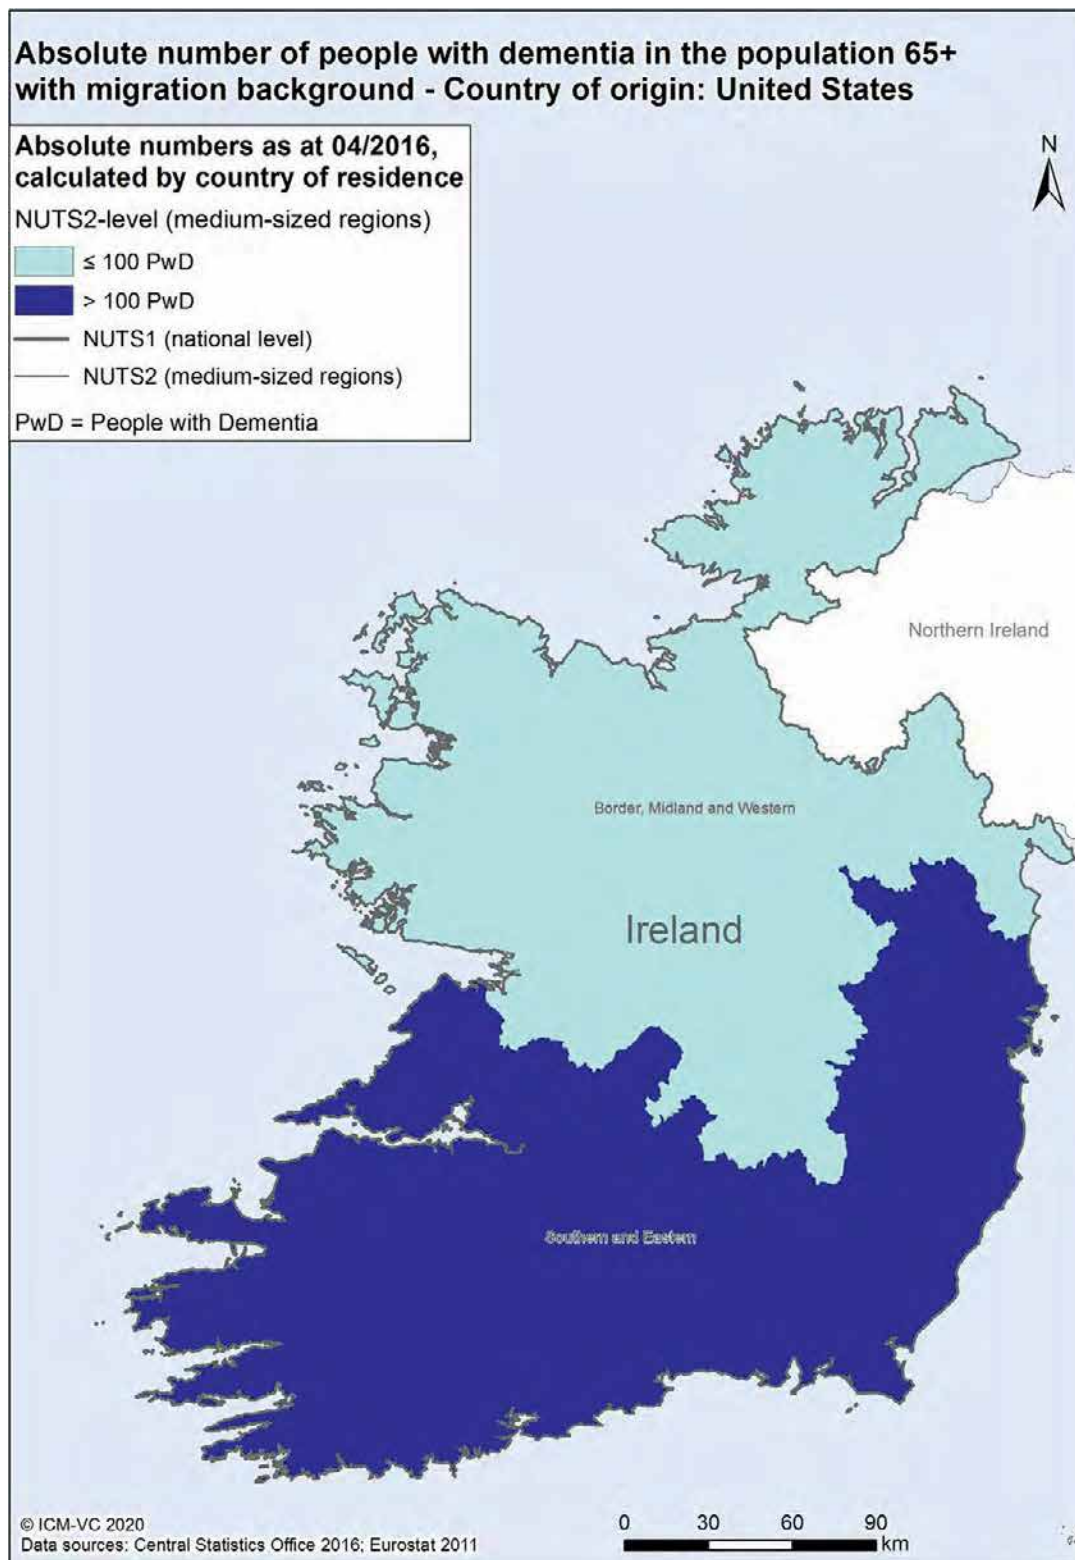 Absolute number of people with dementia in the population 65+
with migration background - Country of origin: United States
Absolute numbers as at 04/2016,
calculated by country of residence
NUTS2-level (medium-sized regions)
≤ 100 PwD
> 100 PwD
NUTS1 (national level)
NUTS2 (medium-sized regions)
PwD = People with Dementia
N
Northern Ireland
Border, Midland and Western
Ireland
Southern and Eastern
© ICM-VC 2020
Data sources: Central Statistics Office 2016; Eurostat 2011
0 30 60 90
km